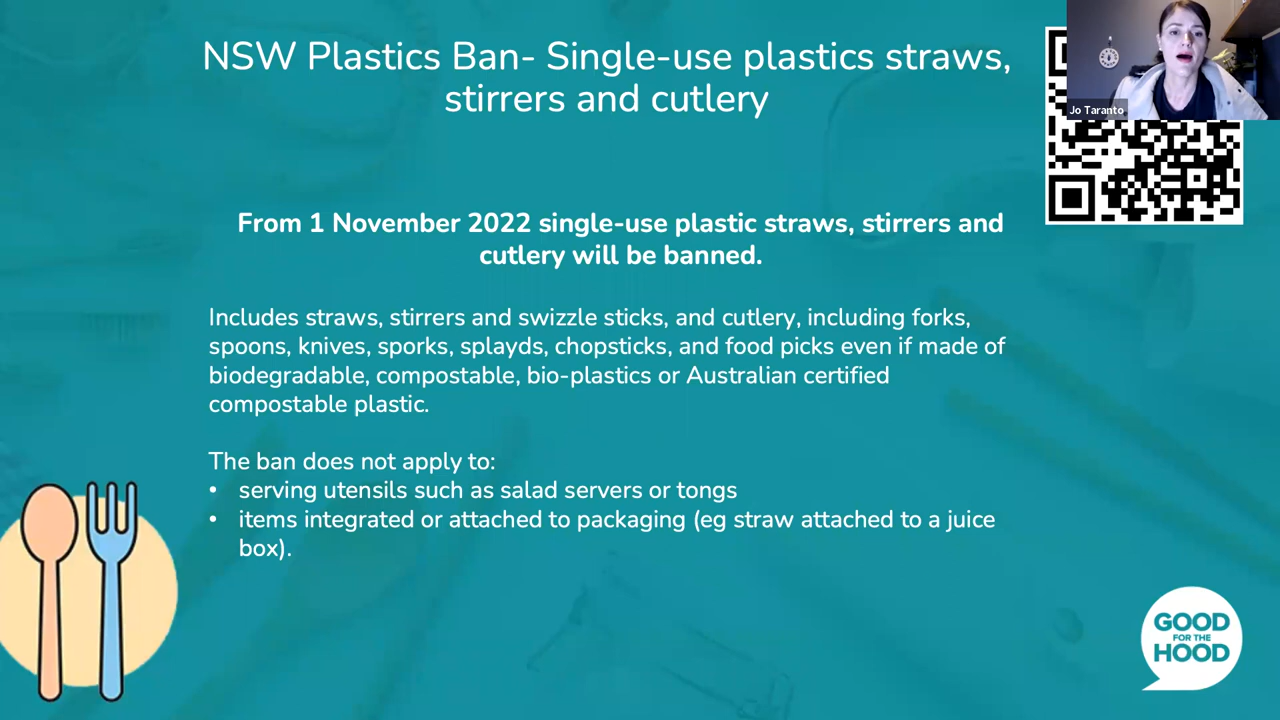 NSW Plastics Ban- Single-use plastics straws,
stirrers and cutlery
Jo Taranto
From 1 November 2022 single-use plastic straws, stirrers and
cutlery will be banned.
Includes straws, stirrers and swizzle sticks, and cutlery, including forks,
spoons, knives, sporks, splayds, chopsticks, and food picks even if made of
biodegradable, compostable, bio-plastics or Australian certified
compostable plastic.
The ban does not apply to:
• serving utensils such as salad servers or tongs
• items integrated or attached to packaging (eg straw attached to a juice
box).
GOOD
FOR THE
HOOD